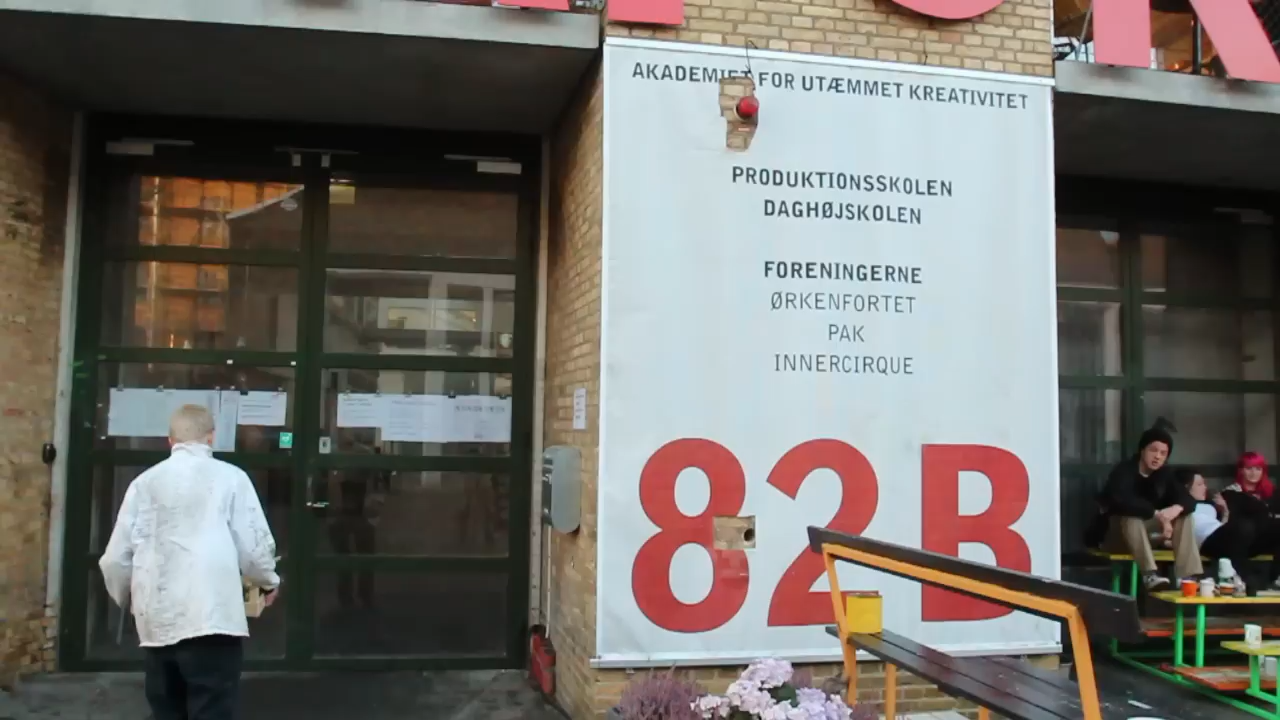 AKADEMIET FOR UTÆMMET KREATIVITET
PRODUKTIONSSKOLEN
DAGHØJSKOLEN
FORENINGERNE
ØRKENFORTET
PAK
INNERCIRQUE
82B